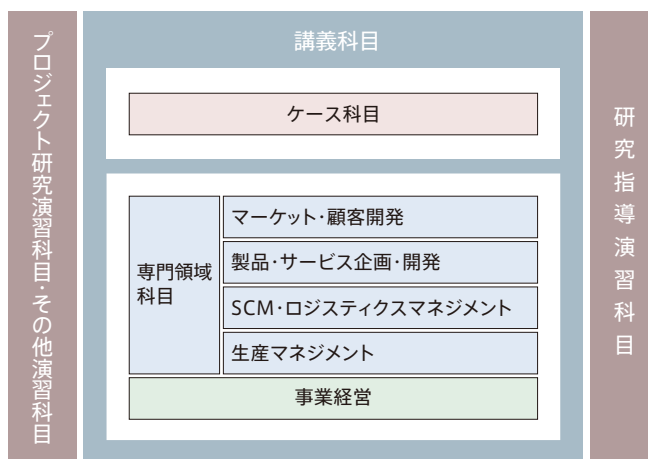 プロジェクト研究演習科目・その他演習科目
講義科目
ケース科目
専門領域
科目
マーケット・顧客開発
製品・サービス企画・開発
SCM・ロジスティクスマネジメント
生産マネジメント
事業経営
研究指導演習科目